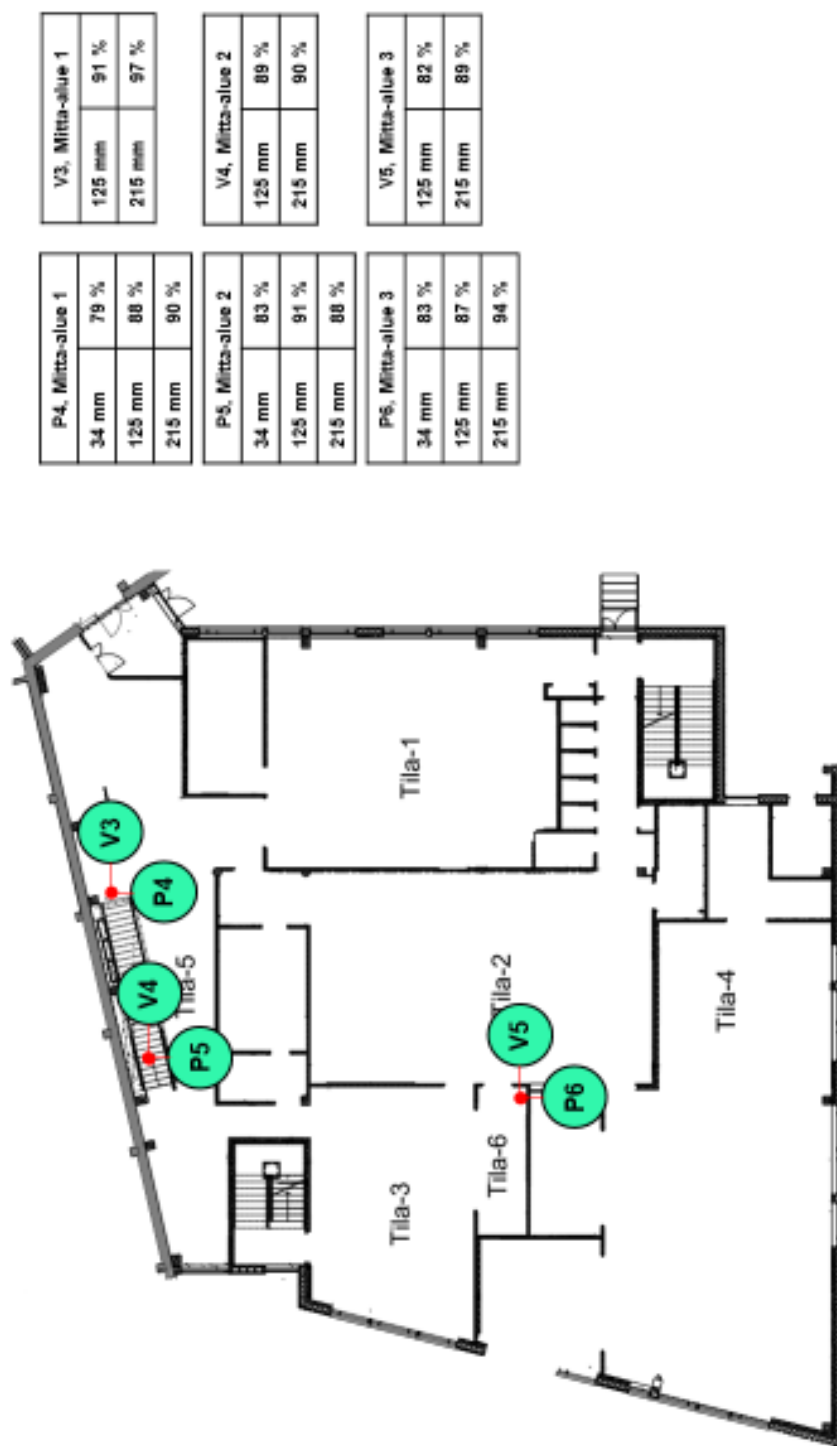 P4, Mitta-alue 1
34 mm 79 %
125 mm 88 %
215 mm 90 %
V3, Mitta-alue 1
125 mm 91 %
215 mm 97 %
P5, Mitta-alue 2
34 mm 83 %
125 mm 91 %
215 mm 88 %
V4, Mitta-alue 2
125 mm 89 %
215 mm 90 %
P6, Mitta-alue 3
34 mm 83 %
125 mm 87 %
215 mm 94 %
V5, Mitta-alue 3
125 mm 82 %
215 mm 89 %
V3
P4
V4
Tila-5
P5
Tila-1
Tila-2
V5
P6
Tila-6
Tila-3
Tila-4